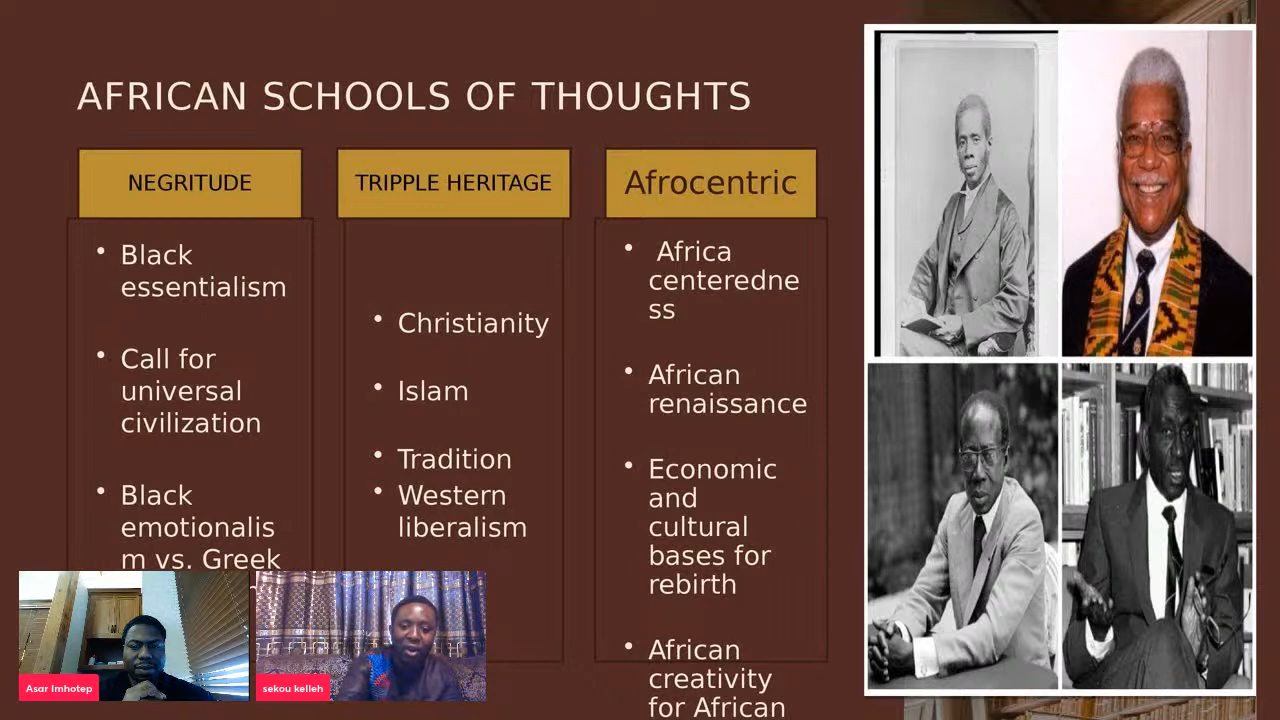 AFRICAN SCHOOLS OF THOUGHTS
NEGRITUDE
Black
essentialism
Call for
universal
civilization
Black
emotionalis
m vs. Greek
TRIPPLE HERITAGE
Christianity
Islam
Tradition
Western
liberalism
Afrocentric
Africa
centeredne
ss
African
renaissance
Economic
and
cultural
bases for
rebirth
African
creativity
for African
Asar Imhotep
sekou kelleh